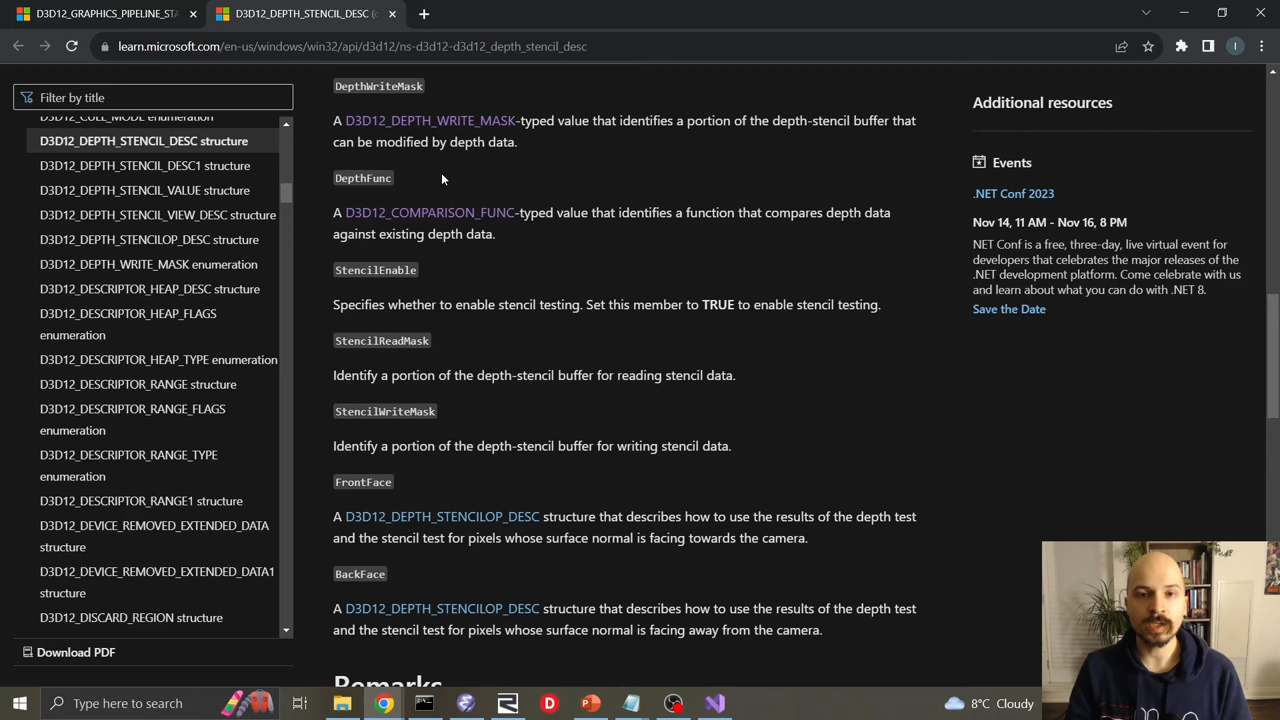 D3D12_GRAPHICS_PIPELINE_STA
D3D12_DEPTH_STENCIL_DESC (d
learn.microsoft.com/en-us/windows/win32/api/d3d12/ns-d3d12-d3d12_depth_stencil_desc
I
Filter by title
D3D12_CULL_MODE enumeration
D3D12_DEPTH_STENCIL_DESC structure
D3D12_DEPTH_STENCIL_DESC1 structure
D3D12_DEPTH_STENCIL_VALUE structure
D3D12_DEPTH_STENCIL_VIEW_DESC structure
D3D12_DEPTH_STENCILOP_DESC structure
D3D12_DEPTH_WRITE_MASK enumeration
D3D12_DESCRIPTOR_HEAP_DESC structure
D3D12_DESCRIPTOR_HEAP_FLAGS
enumeration
D3D12_DESCRIPTOR_HEAP_TYPE enumeration
D3D12_DESCRIPTOR_RANGE structure
D3D12_DESCRIPTOR_RANGE_FLAGS
enumeration
D3D12_DESCRIPTOR_RANGE_TYPE
enumeration
D3D12_DESCRIPTOR_RANGE1 structure
D3D12_DEVICE_REMOVED_EXTENDED_DATA
structure
D3D12_DEVICE_REMOVED_EXTENDED_DATA1
structure
D3D12_DISCARD_REGION structure
Download PDF
DepthWriteMask
A D3D12_DEPTH_WRITE_MASK-typed value that identifies a portion of the depth-stencil buffer that
can be modified by depth data.
DepthFunc
A D3D12_COMPARISON_FUNC-typed value that identifies a function that compares depth data
against existing depth data.
StencilEnable
Specifies whether to enable stencil testing. Set this member to TRUE to enable stencil testing.
StencilReadMask
Identify a portion of the depth-stencil buffer for reading stencil data.
StencilWriteMask
Identify a portion of the depth-stencil buffer for writing stencil data.
FrontFace
A D3D12_DEPTH_STENCILOP_DESC structure that describes how to use the results of the depth test
and the stencil test for pixels whose surface normal is facing towards the camera.
BackFace
A D3D12_DEPTH_STENCILOP_DESC structure that describes how to use the results of the depth test
and the stencil test for pixels whose surface normal is facing away from the camera.
Remarks
Additional resources
Events
.NET Conf 2023
Nov 14, 11 AM - Nov 16, 8 PM
.NET Conf is a free, three-day, live virtual event for
developers that celebrates the major releases of the
.NET development platform. Come celebrate with us
and learn about what you can do with .NET 8.
Save the Date
Type here to search
8°C Cloudy